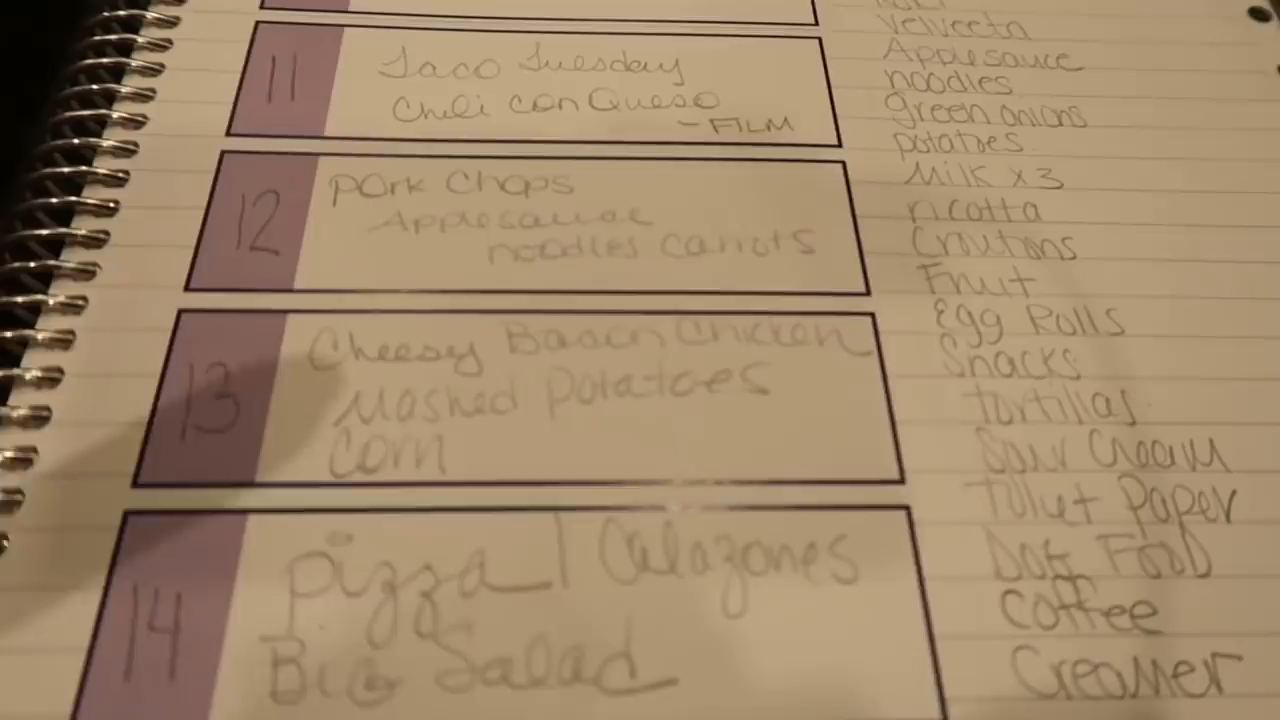 11
Taco Tuesday
Chili con Queso
- FILM
12
Pork Chops
Applesauce
noodles carrots
13
Cheesy Bacon Chicken
Mashed Potatoes
Corn
14
Pizza / Calazones
Big Salad
Velveeta
Applesauce
noodles
green onions
potatoes
Milk x3
ricotta
Croutons
Fruit
Egg Rolls
Snacks
tortillas
Sour Cream
Toliet Paper
Dog Food
Coffee
Creamer